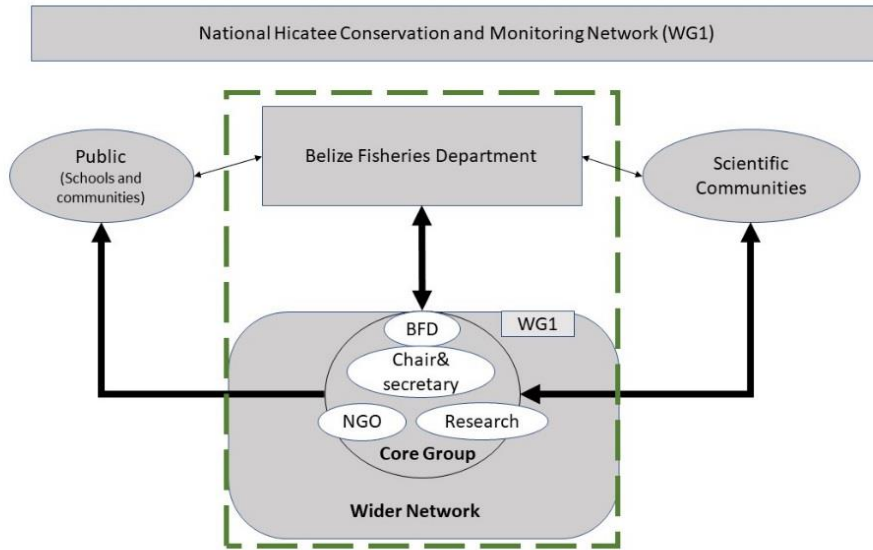 National Hicatee Conservation and Monitoring Network (WG1)
Public
(Schools and
communities)
Belize Fisheries Department
Scientific
Communities
WG1
BFD
Chair&
secretary
NGO
Research
Core Group
Wider Network